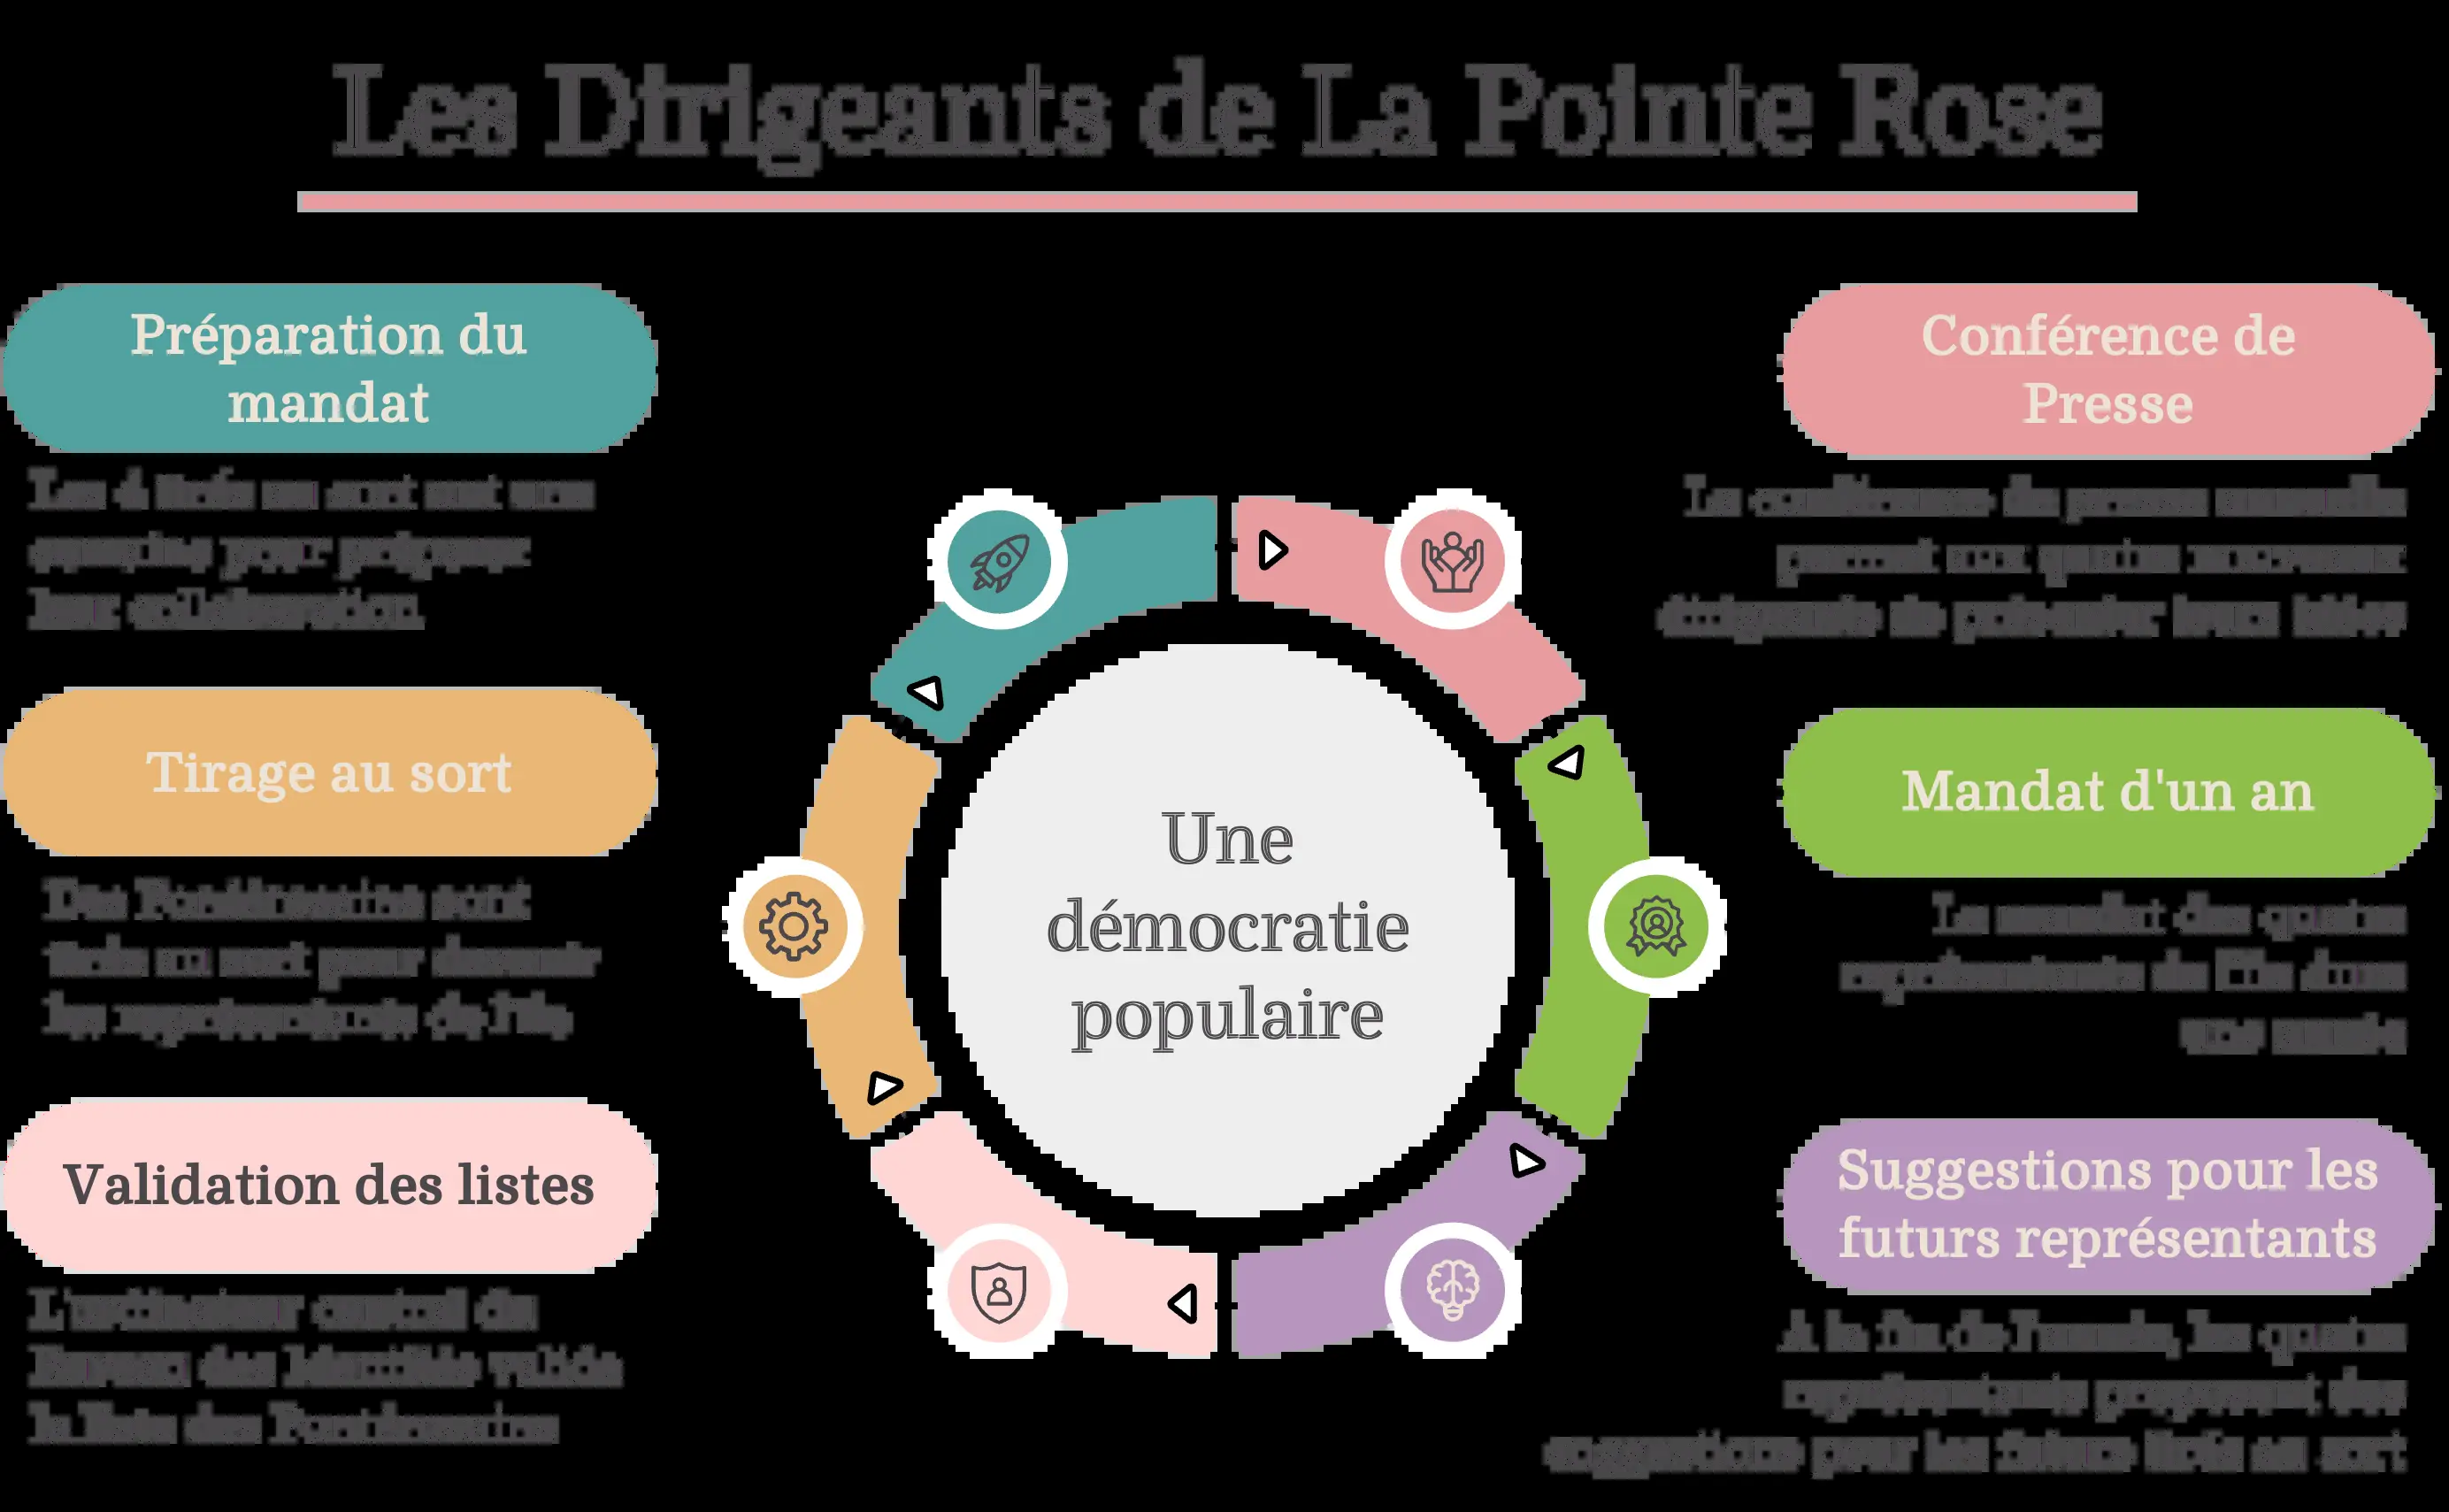 Les Dirigeants de La Pointe Rose
Préparation du
mandat
Les 4 tirés au sort ont une
pour préparer
leur collaboration.
Tirage au sort
Des sont
tirés au sort pour devenir
les représentants de l'île
Validation des listes
L'ordinateur central du
Bureau des Identités valide
la liste des
Une
démocratie
populaire
Conférence de
Presse
La conférence de presse annuelle
permet aux quatre nouveaux
dirigeants de présenter leurs idées
Mandat d'un an
Le mandat des quatre
représentants de l'île dure
une année
Suggestions pour les
futurs représentants
A la fin de l'année, les quatre
représentants proposent des
suggestions pour les futurs tirés au sort